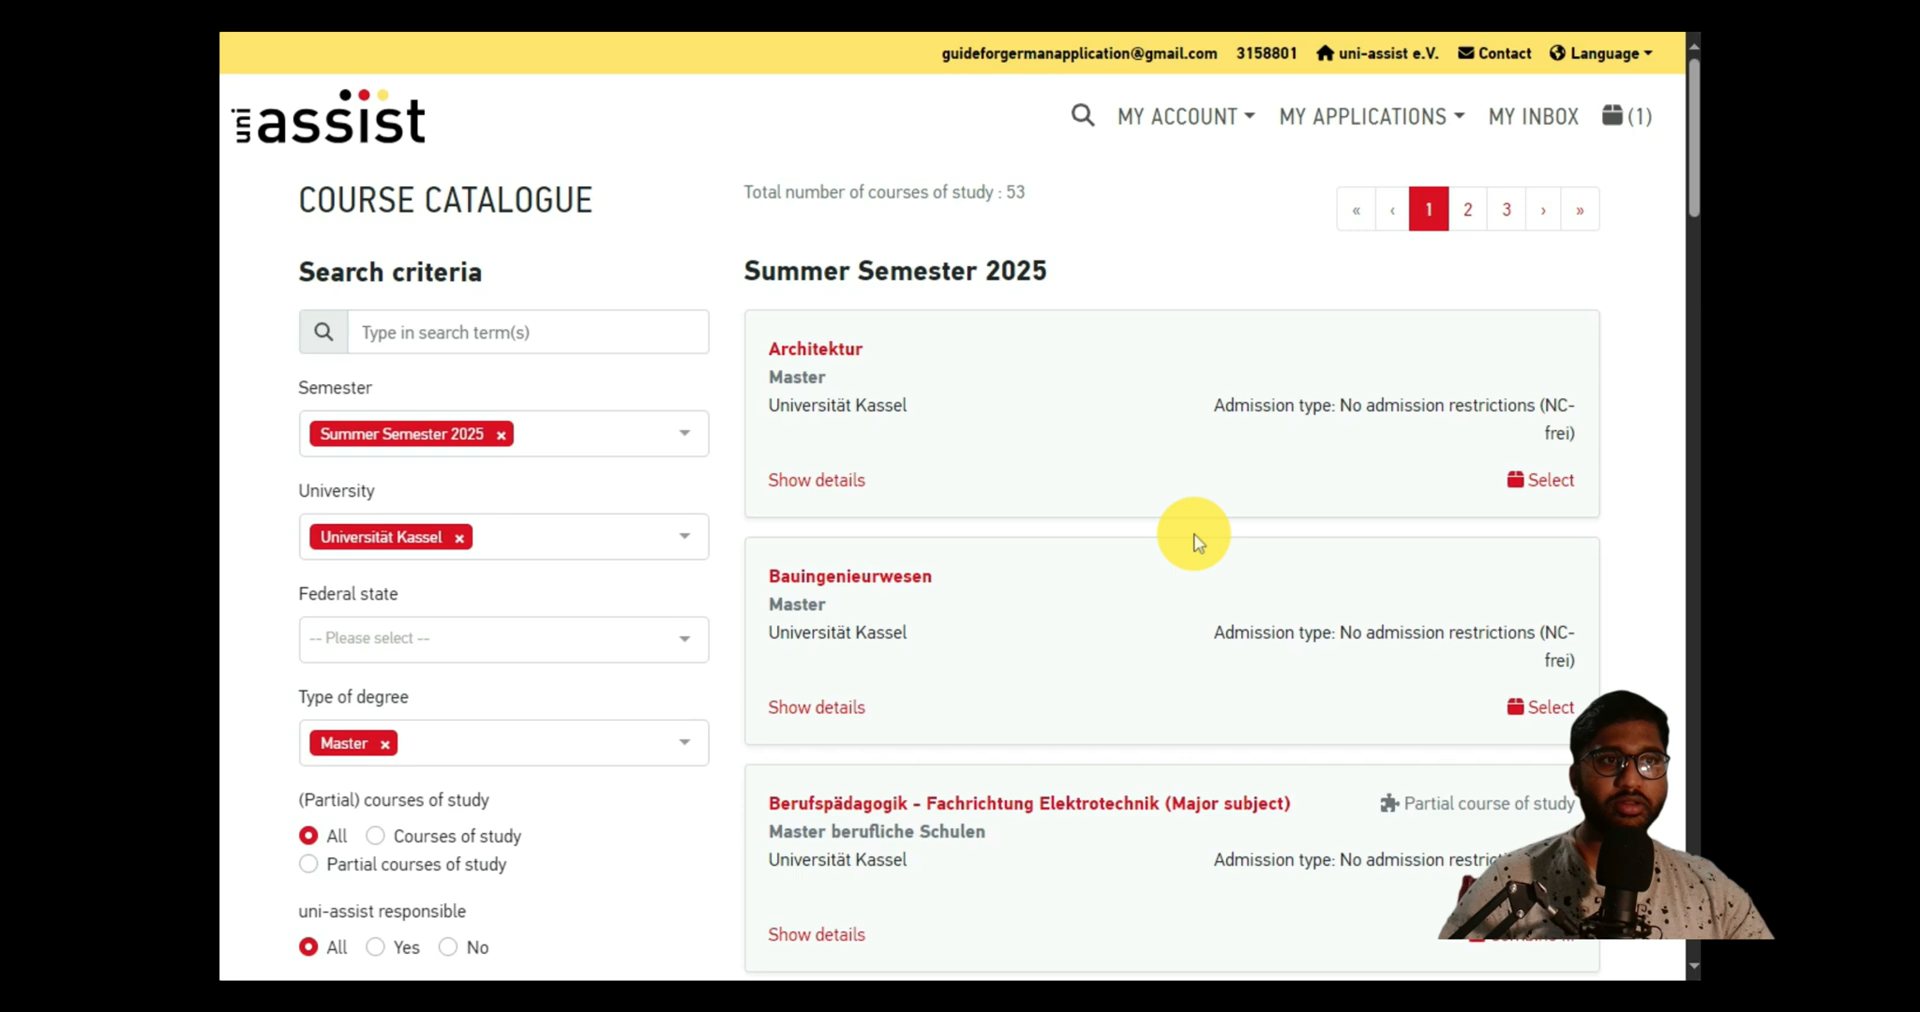 guideforgermanapplication@gmail.com 3158801 uni-assist e.V. Contact Language
uni assist
MY ACCOUNT MY APPLICATIONS MY INBOX (1)
COURSE CATALOGUE
Total number of courses of study : 53
« ‹ 1 2 3 › »
Search criteria
Type in search term(s)
Semester
Summer Semester 2025 ×
University
Universität Kassel ×
Federal state
-- Please select --
Type of degree
Master ×
(Partial) courses of study
All Courses of study
Partial courses of study
uni-assist responsible
All Yes No
Summer Semester 2025
Architektur
Master
Universität Kassel
Admission type: No admission restrictions (NC-
frei)
Show details
Select
Bauingenieurwesen
Master
Universität Kassel
Admission type: No admission restrictions (NC-
frei)
Show details
Select
Berufspädagogik - Fachrichtung Elektrotechnik (Major subject)
Partial course of study
Master berufliche Schulen
Universität Kassel
Admission type: No admission
Show details